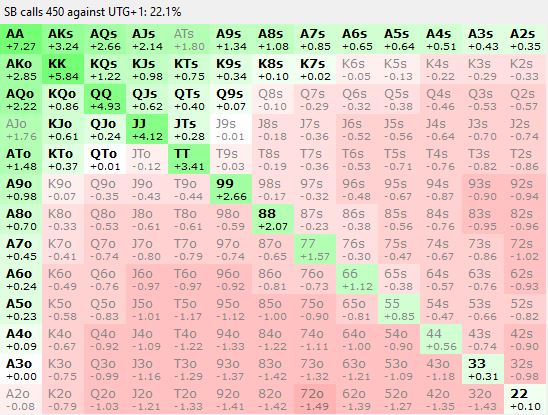 SB calls 450 against UTG+1: 22.1%
AA AKs AQs AJs ATs A9s A8s A7s A6s A5s A4s A3s A2s
+7.27 +3.24 +2.66 +2.14 +1.80 +1.34 +1.08 +0.85 +0.65 +0.64 +0.51 +0.43 +0.35
AKo KK KQs KJs KTs K9s K8s K7s K6s K5s K4s K3s K2s
+2.85 +5.84 +1.22 +0.98 +0.75 +0.34 +0.10 +0.02 -0.05 -0.13 -0.22 -0.29 -0.33
AQo KQo QQ QJs QTs Q9s Q8s Q7s Q6s Q5s Q4s Q3s Q2s
+2.22 +0.86 +4.93 +0.62 +0.40 +0.07 -0.10 -0.29 -0.32 -0.38 -0.46 -0.53 -0.57
AJo KJo QJo JJ JTs J9s J8s J7s J6s J5s J4s J3s J2s
+1.76 +0.61 +0.24 +4.12 +0.28 -0.01 -0.18 -0.34 -0.53 -0.56 -0.64 -0.70 -0.74
ATo KTo QTo JTo TT T9s T8s T7s T6s T5s T4s T3s T2s
+1.48 +0.37 +0.01 -0.12 +3.41 -0.03 -0.19 -0.36 -0.53 -0.71 -0.76 -0.82 -0.86
A9o K9o Q9o J9o T9o 99 98s 97s 96s 95s 94s 93s 92s
+0.98 -0.07 -0.35 -0.43 -0.44 +2.66 -0.17 -0.32 -0.48 -0.67 -0.87 -0.90 -0.94
A8o K8o Q8o J8o T8o 98o 88 87s 86s 85s 84s 83s 82s
+0.70 -0.33 -0.53 -0.61 -0.61 -0.59 +2.07 -0.23 -0.38 -0.56 -0.76 -0.95 -0.96
A7o K7o Q7o J7o T7o 97o 87o 77 76s 75s 74s 73s 72s
+0.45 -0.41 -0.74 -0.80 -0.79 -0.74 -0.65 +1.57 -0.30 -0.47 -0.67 -0.86 -1.02
A6o K6o Q6o J6o T6o 96o 86o 76o 66 65s 64s 63s 62s
+0.24 -0.49 -0.76 -0.97 -0.97 -0.92 -0.81 -0.73 +1.12 -0.38 -0.57 -0.76 -0.93
A5o K5o Q5o J5o T5o 95o 85o 75o 65o 55 54s 53s 52s
+0.23 -0.58 -0.83 -1.01 -1.17 -1.12 -1.00 -0.90 -0.81 +0.85 -0.47 -0.66 -0.82
A4o K4o Q4o J4o T4o 94o 84o 74o 64o 54o 44 43s 42s
+0.09 -0.67 -0.92 -1.09 -1.22 -1.33 -1.22 -1.11 -1.00 -0.90 +0.56 -0.74 -0.90
A3o K3o Q3o J3o T3o 93o 83o 73o 63o 53o 43o 33 32s
+0.00 -0.75 -0.99 -1.16 -1.29 -1.37 -1.42 -1.32 -1.21 -1.09 -1.18 +0.31 -0.98
A2o K2o Q2o J2o T2o 92o 82o 72o 62o 52o 42o 32o 22
-0.08 -0.79 -1.03 -1.21 -1.33 -1.41 -1.42 -1.49 -1.39 -1.27 -1.35 -1.43 +0.10